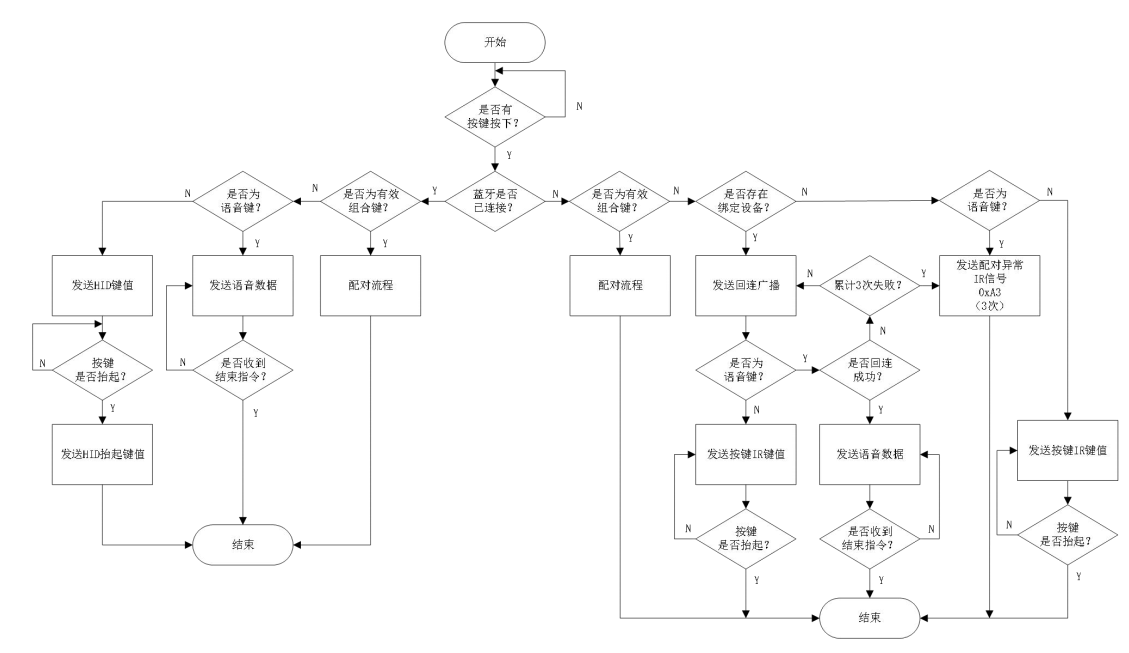 开始
是否有
按键按下？
N
Y
N
是否为
语音键？
N
是否为有效
组合键？
Y
蓝牙是否
已连接？
N
是否为有效
组合键？
N
是否存在
绑定设备？
N
是否为
语音键？
N
Y
Y
Y
Y
Y
发送HID键值
发送语音数据
配对流程
配对流程
发送回连广播
N
累计3次失败？
Y
发送配对异常
IR信号
0xA3
（3次）
N
N
按键
是否抬起？
N
是否收到
结束指令？
是否为
语音键？
Y
是否回连
成功？
Y
Y
N
Y
发送HID抬起键值
发送按键IR键值
发送语音数据
发送按键IR键值
结束
N
按键
是否抬起？
是否收到
结束指令？
N
N
按键
是否抬起？
Y
Y
Y
结束